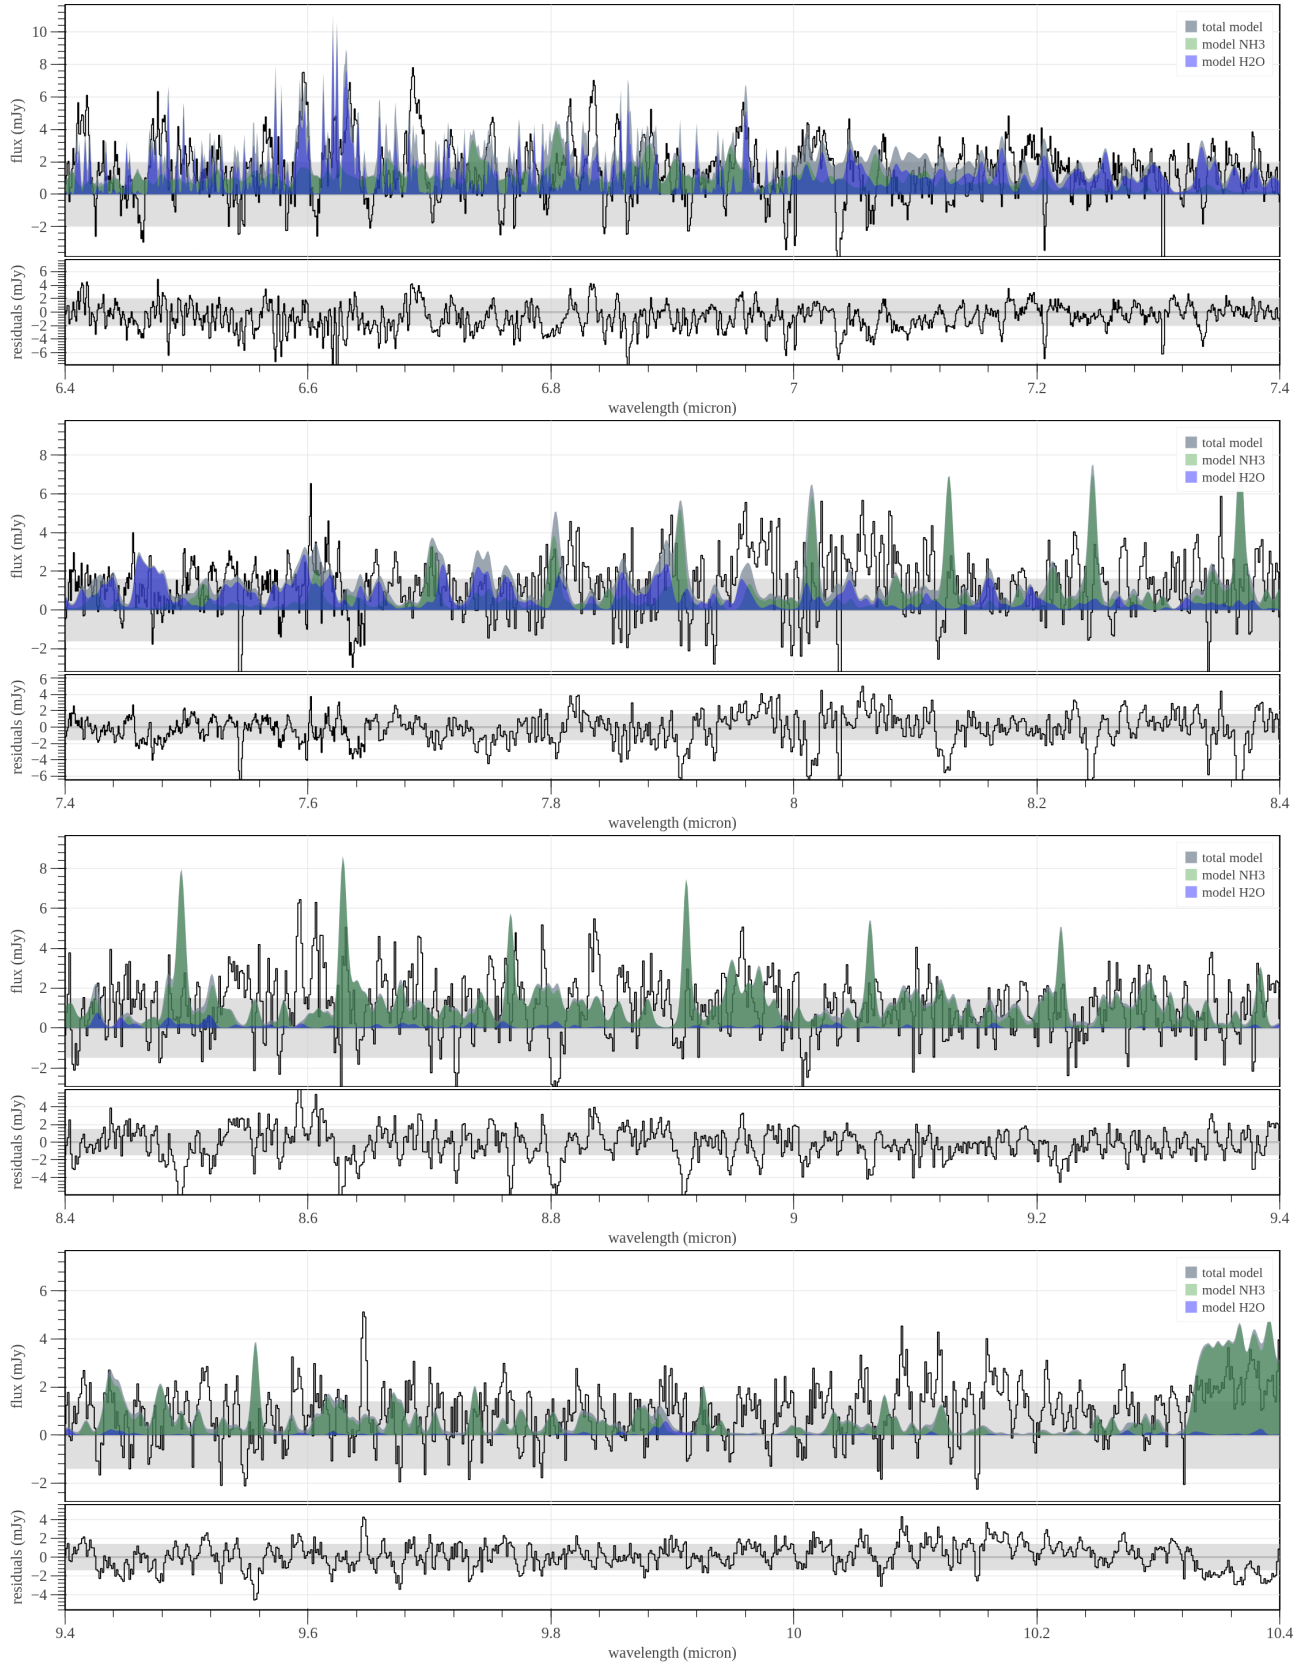 10
8
6
4
2
0
−2
flux (mJy)
total model
model NH3
model H2O
6
4
2
0
−2
−4
−6
residuals (mJy)
6.4 6.6 6.8 7 7.2 7.4
wavelength (micron)
8
6
4
2
0
−2
flux (mJy)
total model
model NH3
model H2O
6
4
2
0
−2
−4
−6
residuals (mJy)
7.4 7.6 7.8 8 8.2 8.4
wavelength (micron)
8
6
4
2
0
−2
flux (mJy)
total model
model NH3
model H2O
4
2
0
−2
−4
residuals (mJy)
8.4 8.6 8.8 9 9.2 9.4
wavelength (micron)
6
4
2
0
−2
flux (mJy)
total model
model NH3
model H2O
4
2
0
−2
−4
residuals (mJy)
9.4 9.6 9.8 10 10.2 10.4
wavelength (micron)